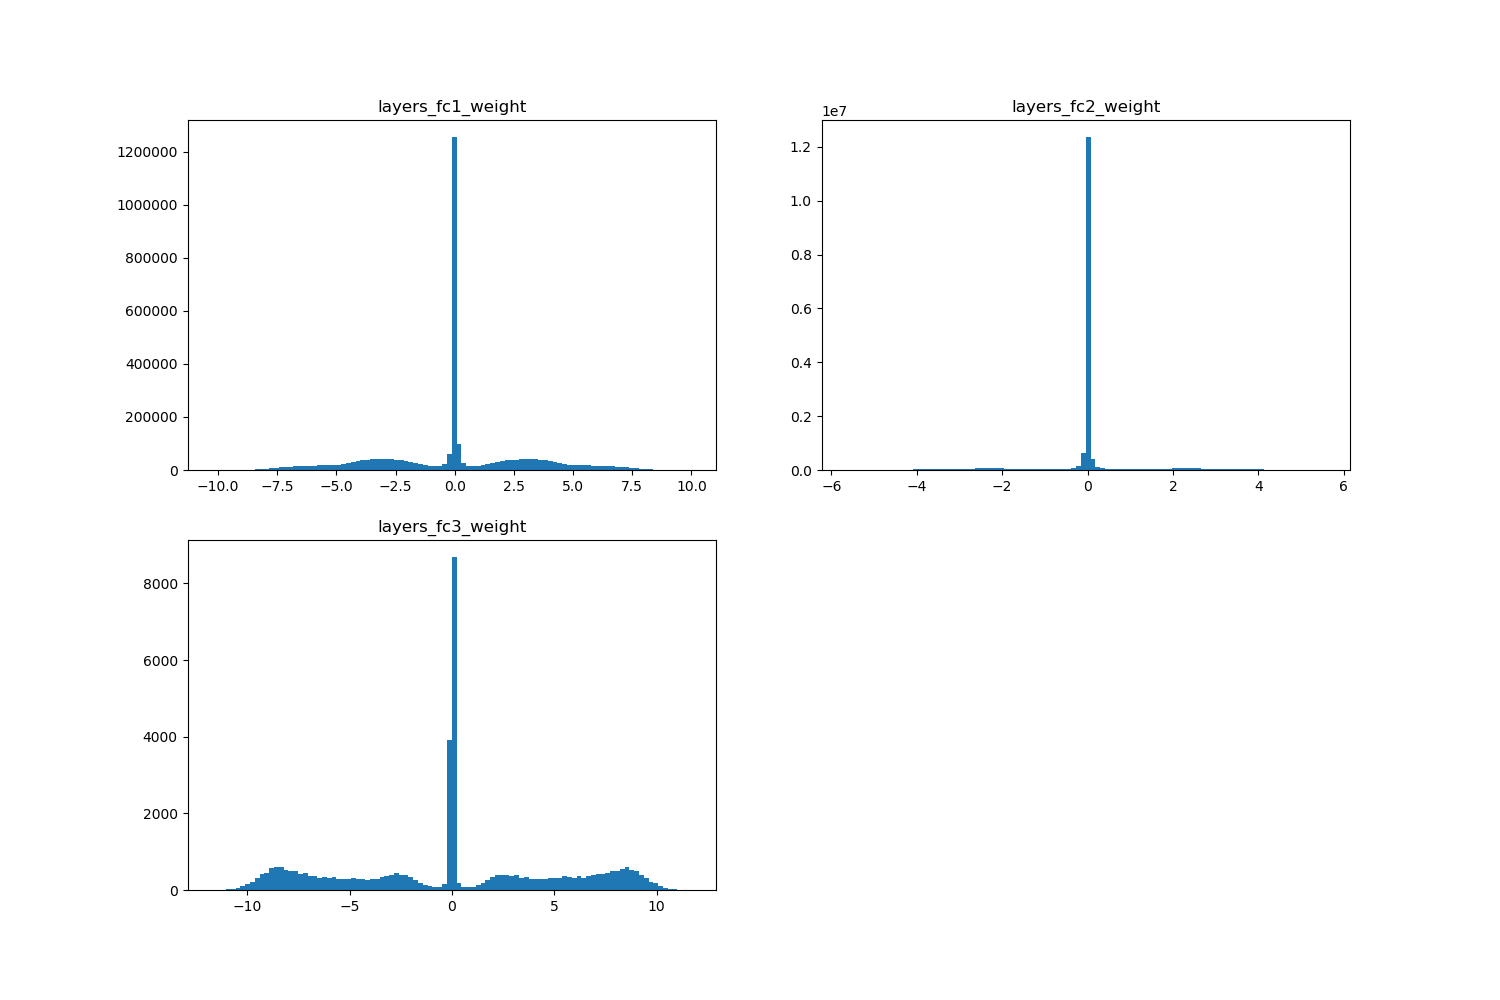 layers_fc1_weight
1200000
1000000
800000
600000
400000
200000
0
−10.0 −7.5 −5.0 −2.5 0.0 2.5 5.0 7.5 10.0
layers_fc2_weight
1e7
1.2
1.0
0.8
0.6
0.4
0.2
0.0
−6 −4 −2 0 2 4 6
layers_fc3_weight
8000
6000
4000
2000
0
−10 −5 0 5 10